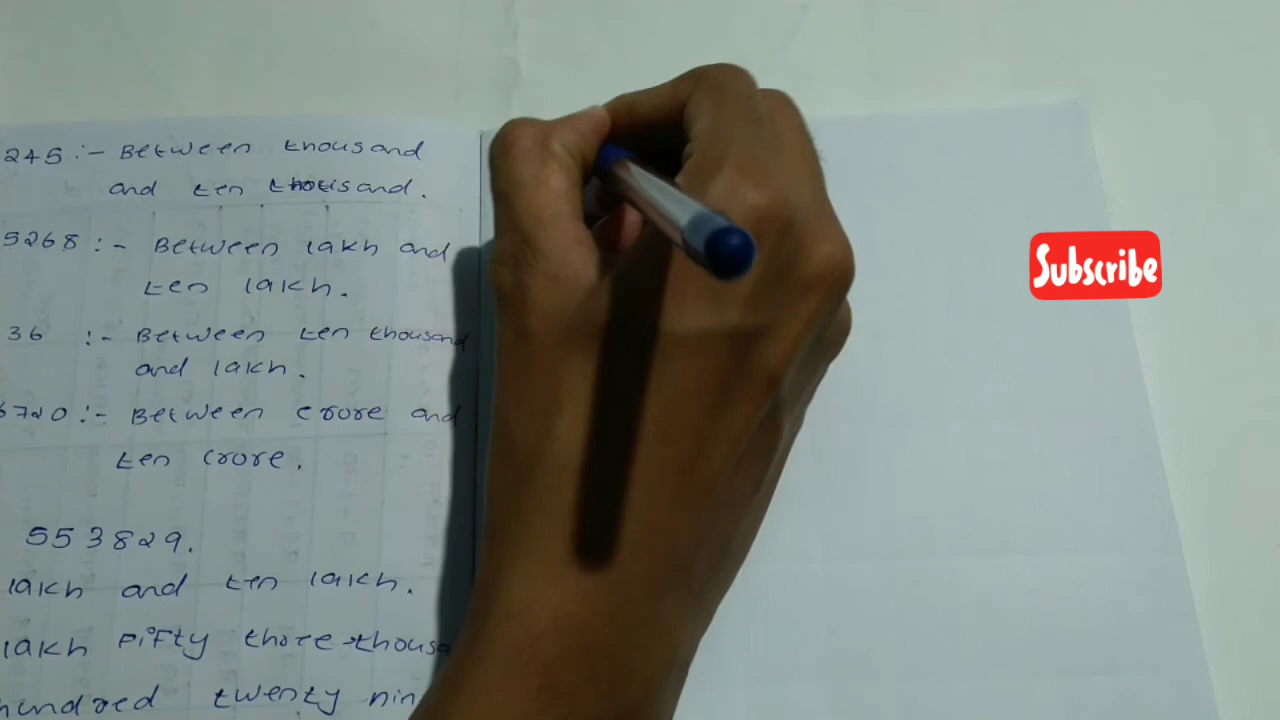 245 :- Between thousand
and ten thousand.
5268 :- Between lakh and
ten lakh.
36 :- Between ten thousand
and lakh.
6720 :- Between crore and
ten crore.
553829.
lakh and ten lakh.
lakh Fifty three thousa
hundred twenty nin
Subscribe